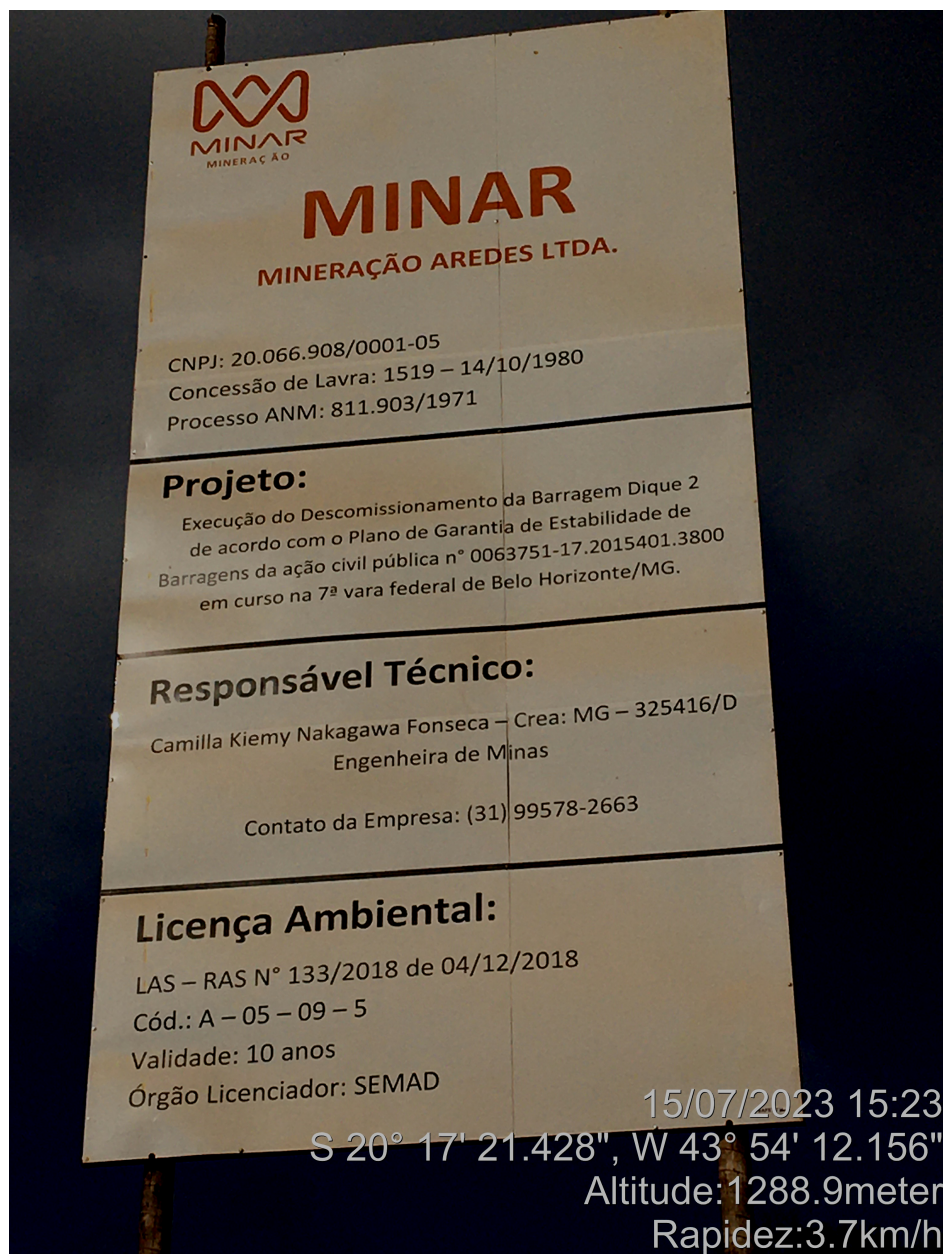 MINAR
MINERAÇÃO
MINAR
MINERAÇÃO AREDES LTDA.
CNPJ: 20.066.908/0001-05
Concessão de Lavra: 1519 – 14/10/1980
Processo ANM: 811.903/1971
Projeto:
Execução do Descomissionamento da Barragem Dique 2
de acordo com o Plano de Garantia de Estabilidade de
Barragens da ação civil pública n° 0063751-17.2015401.3800
em curso na 7ª vara federal de Belo Horizonte/MG.
Responsável Técnico:
Camilla Kiemy Nakagawa Fonseca – Crea: MG – 325416/D
Engenheira de Minas
Contato da Empresa: (31) 99578-2663
Licença Ambiental:
LAS – RAS N° 133/2018 de 04/12/2018
Cód.: A – 05 – 09 – 5
Validade: 10 anos
Órgão Licenciador: SEMAD
15/07/2023 15:23
S 20° 17' 21.428", W 43° 54' 12.156"
Altitude:1288.9meter
Rapidez:3.7km/h